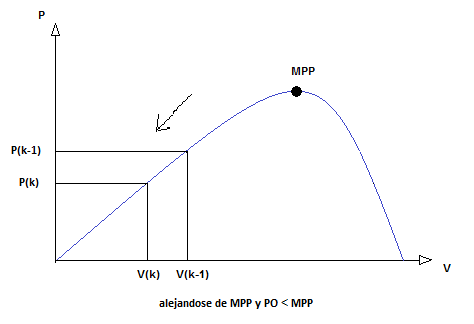 P
MPP
P(k-1)
P(k)
V(k)
V(k-1)
V
alejandose de MPP y PO < MPP